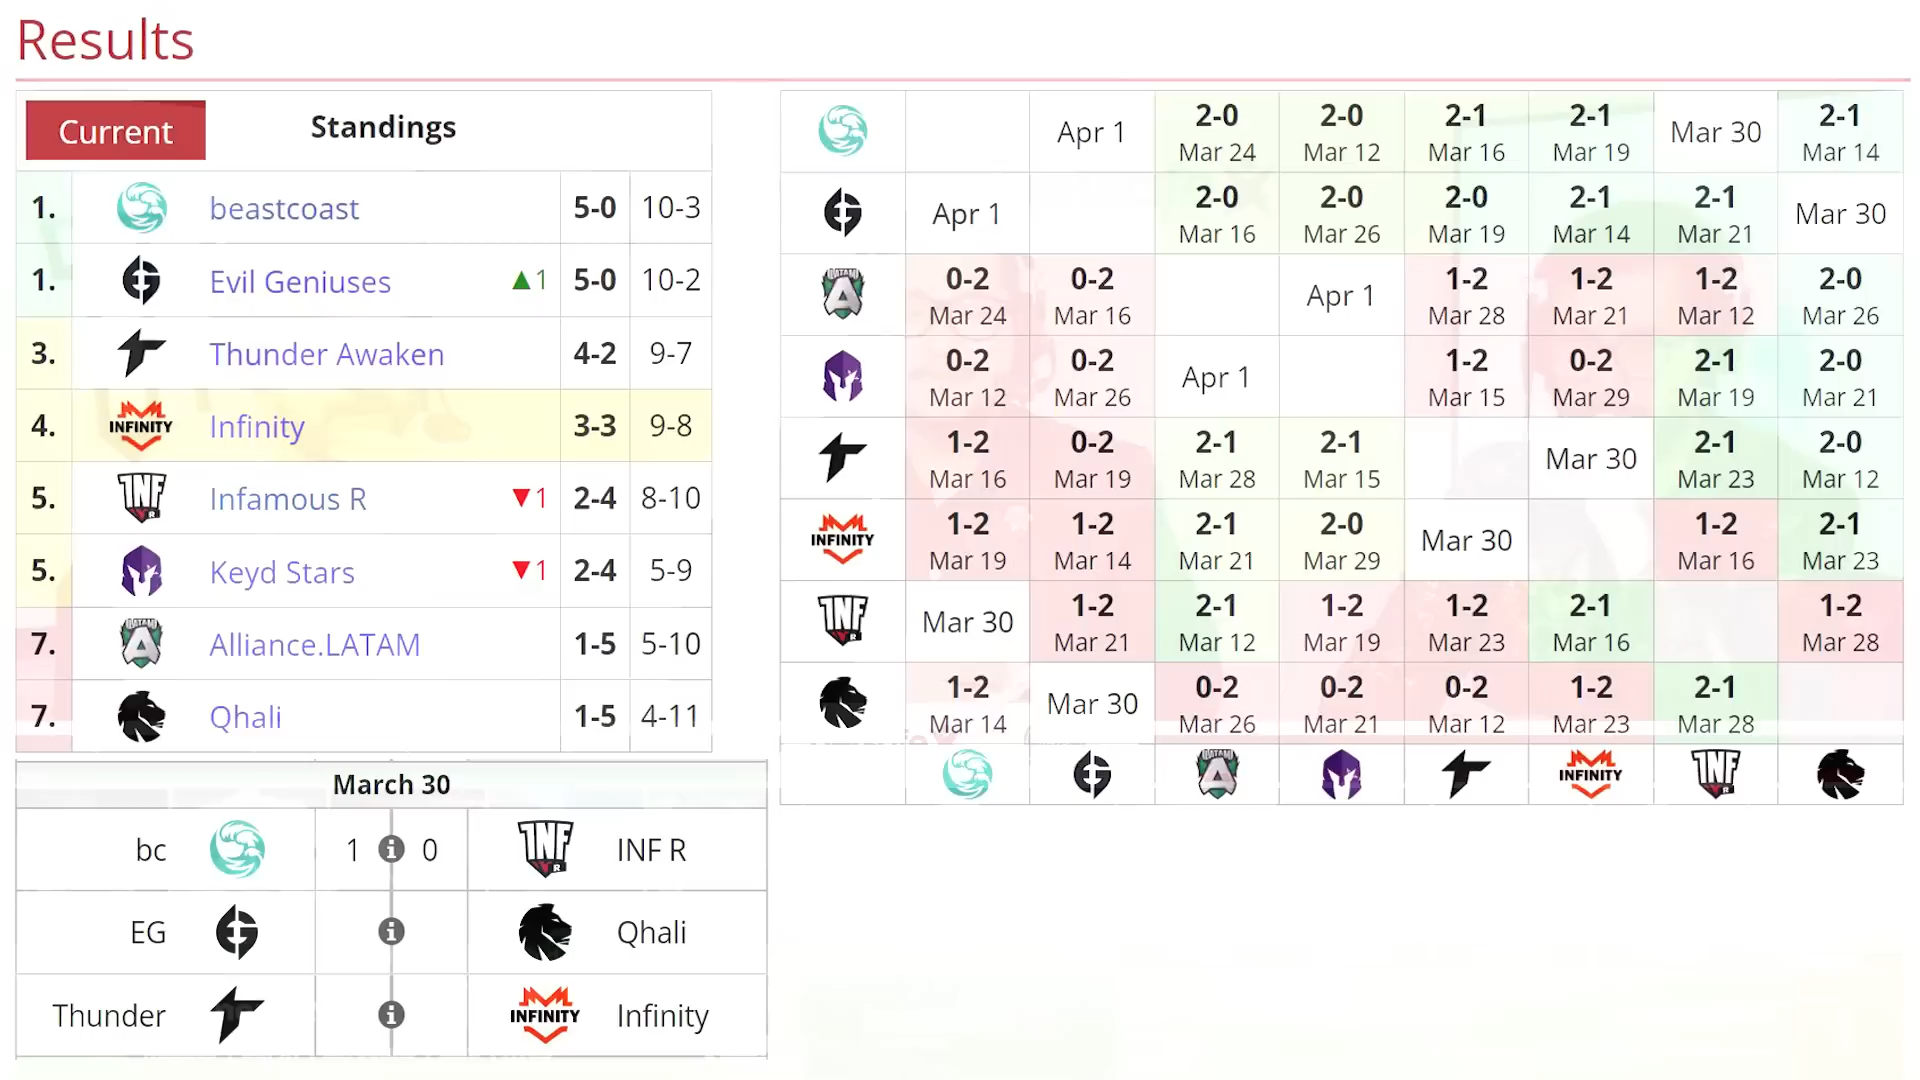 Results
Current Standings
1. beastcoast 5-0 10-3
1. Evil Geniuses ▲1 5-0 10-2
3. Thunder Awaken 4-2 9-7
4. INFINITY Infinity 3-3 9-8
5. INF R Infamous R ▼1 2-4 8-10
5. Keyd Stars ▼1 2-4 5-9
7. LATAM A Alliance.LATAM 1-5 5-10
7. Qhali 1-5 4-11
March 30
bc 1 i 0 INF R INF R
EG i Qhali
Thunder i INFINITY Infinity
Apr 1 2-0 2-0 2-1 2-1 Mar 30 2-1
Mar 24 Mar 12 Mar 16 Mar 19 Mar 14
Apr 1 2-0 2-0 2-0 2-1 2-1 Mar 30
Mar 16 Mar 26 Mar 19 Mar 14 Mar 21
LATAM A 0-2 0-2 Apr 1 1-2 1-2 1-2 2-0
Mar 24 Mar 16 Mar 28 Mar 21 Mar 12 Mar 26
0-2 0-2 Apr 1 1-2 0-2 2-1 2-0
Mar 12 Mar 26 Mar 15 Mar 29 Mar 19 Mar 21
1-2 0-2 2-1 2-1 Mar 30 2-1 2-0
Mar 16 Mar 19 Mar 28 Mar 15 Mar 23 Mar 12
INFINITY 1-2 1-2 2-1 2-0 Mar 30 1-2 2-1
Mar 19 Mar 14 Mar 21 Mar 29 Mar 16 Mar 23
INF R Mar 30 1-2 2-1 1-2 1-2 2-1 1-2
Mar 21 Mar 12 Mar 19 Mar 23 Mar 16 Mar 28
1-2 Mar 30 0-2 0-2 0-2 1-2 2-1
Mar 14 Mar 26 Mar 21 Mar 12 Mar 23 Mar 28
LATAM A INFINITY INF R